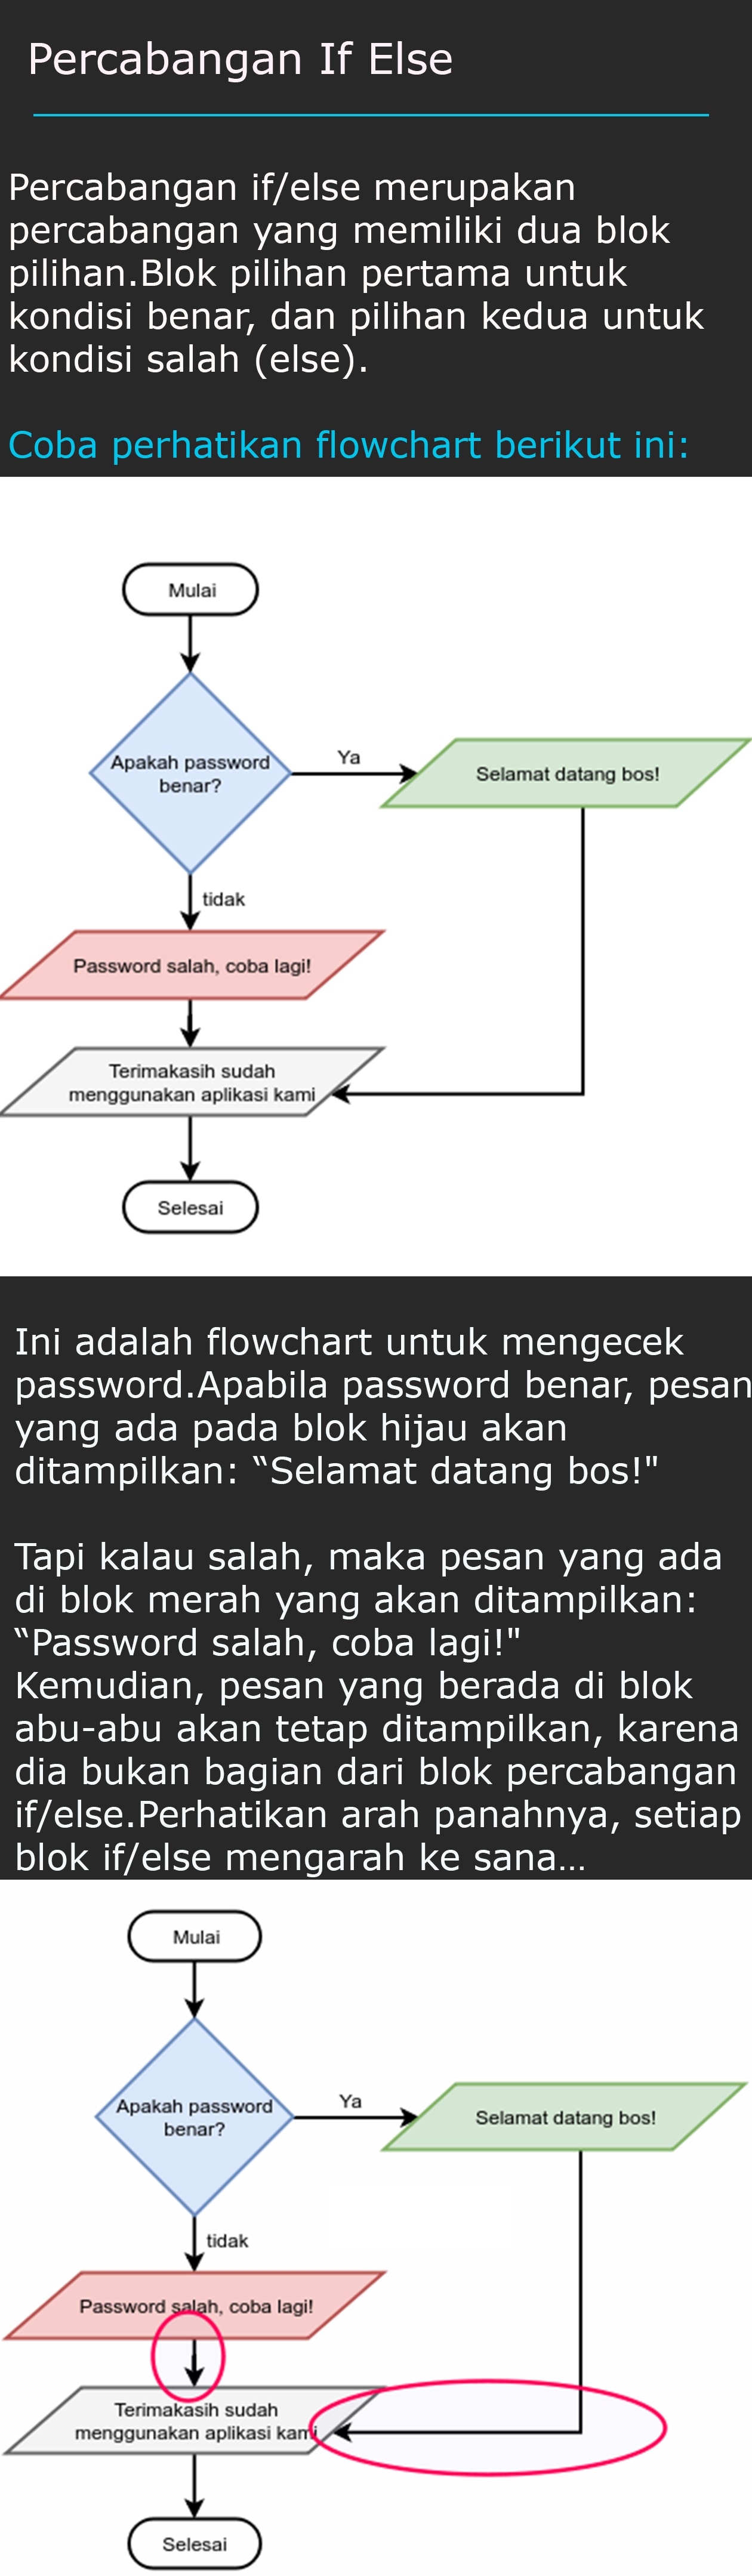 Percabangan If Else
Percabangan if/else merupakan
percabangan yang memiliki dua blok
pilihan.Blok pilihan pertama untuk
kondisi benar, dan pilihan kedua untuk
kondisi salah (else).
Coba perhatikan flowchart berikut ini:
Mulai
Apakah password
benar?
Ya
Selamat datang bos!
tidak
Password salah, coba lagi!
Terimakasih sudah
menggunakan aplikasi kami
Selesai
Ini adalah flowchart untuk mengecek
password.Apabila password benar, pesan
yang ada pada blok hijau akan
ditampilkan: “Selamat datang bos!"
Tapi kalau salah, maka pesan yang ada
di blok merah yang akan ditampilkan:
“Password salah, coba lagi!"
Kemudian, pesan yang berada di blok
abu-abu akan tetap ditampilkan, karena
dia bukan bagian dari blok percabangan
if/else.Perhatikan arah panahnya, setiap
blok if/else mengarah ke sana…
Mulai
Apakah password
benar?
Ya
Selamat datang bos!
tidak
Password salah, coba lagi!
Terimakasih sudah
menggunakan aplikasi kami
Selesai